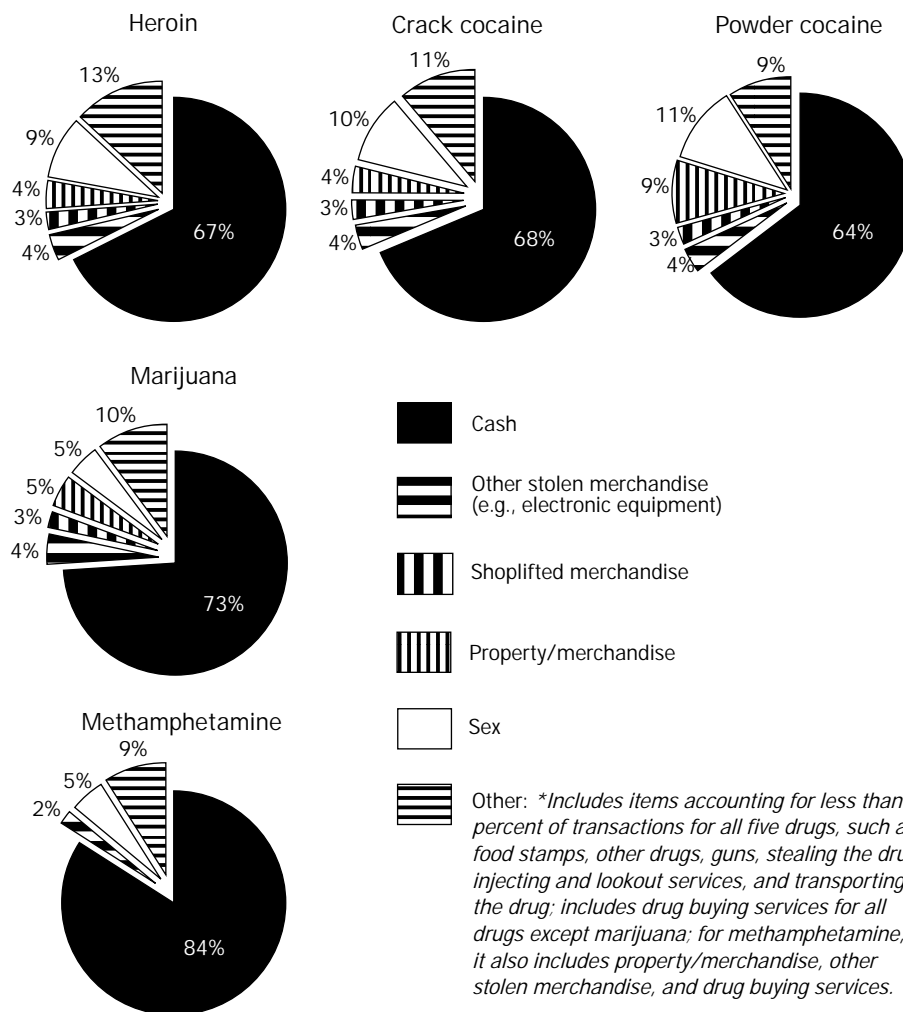 Heroin
13%
9%
4%
3%
4%
67%
Crack cocaine
11%
10%
4%
3%
4%
68%
Powder cocaine
9%
11%
9%
3%
4%
64%
Marijuana
10%
5%
5%
3%
4%
73%
Methamphetamine
9%
5%
2%
84%
Cash
Other stolen merchandise
(e.g., electronic equipment)
Shoplifted merchandise
Property/merchandise
Sex
Other: *Includes items accounting for less than
percent of transactions for all five drugs, such
food stamps, other drugs, guns, stealing the
injecting and lookout services, and transporting
the drug; includes drug buying services for all
drugs except marijuana; for methamphetamine,
it also includes property/merchandise, other
stolen merchandise, and drug buying services.